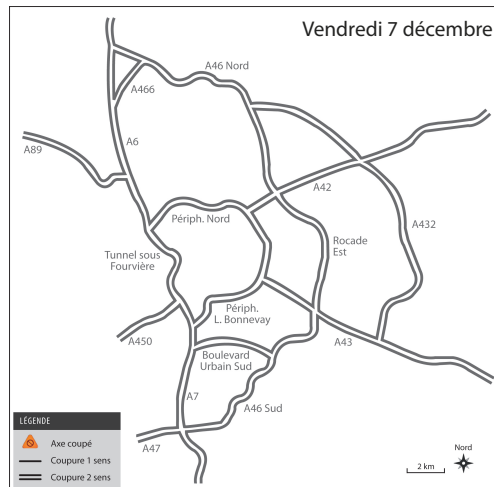 Vendredi 7 décembre
A46 Nord
A466
A6
A89
A42
Périph. Nord
A432
Tunnel sous
Fourvière
Rocade
Est
Périph.
L. Bonnevay
A450
A43
Boulevard
Urbain Sud
A7
A46 Sud
A47
LÉGENDE
Axe coupé
Coupure 1 sens
Coupure 2 sens
2 km
Nord